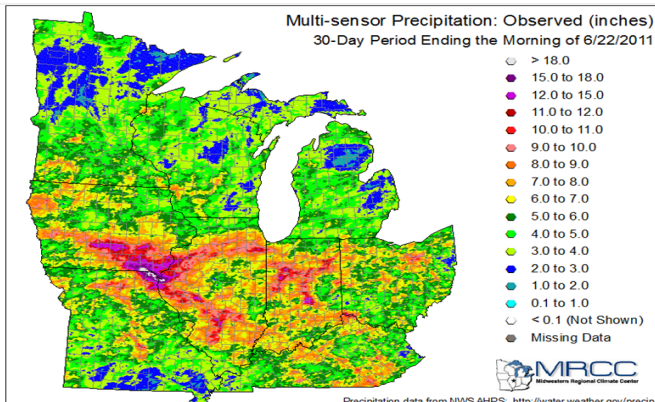 Multi-sensor Precipitation: Observed (inches)
30-Day Period Ending the Morning of 6/22/2011
> 18.0
15.0 to 18.0
12.0 to 15.0
11.0 to 12.0
10.0 to 11.0
9.0 to 10.0
8.0 to 9.0
7.0 to 8.0
6.0 to 7.0
5.0 to 6.0
4.0 to 5.0
3.0 to 4.0
2.0 to 3.0
1.0 to 2.0
0.1 to 1.0
< 0.1 (Not Shown)
Missing Data
MRCC
Midwestern Regional Climate Center
Precipitation data from NWS AHPS: http://water.weather.gov/precip